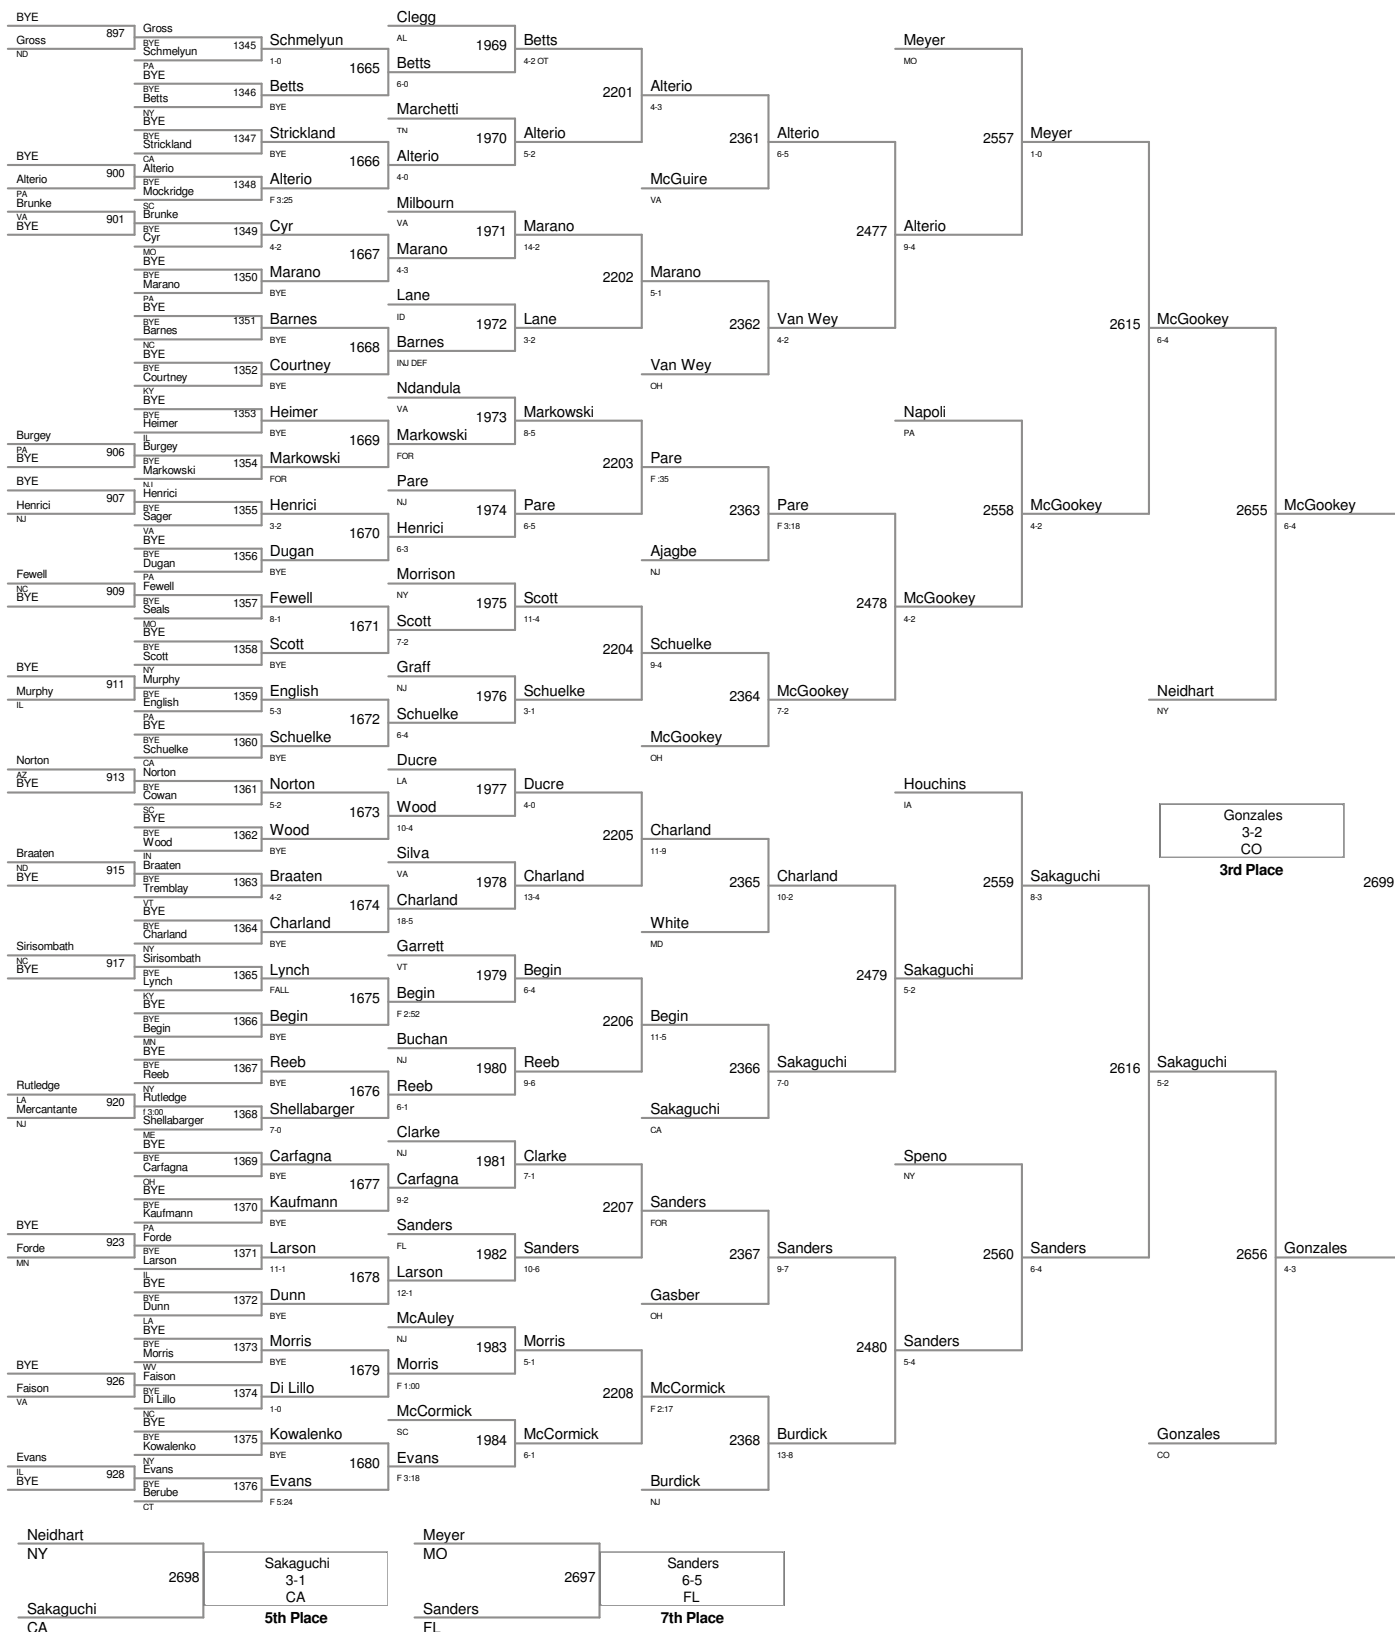 BYE
897
Gross
ND
BYE
900
Alterio
PA
Brunke
VA
901
BYE
Burgey
PA
906
BYE
BYE
907
Henrici
NJ
Fewell
NC
909
BYE
BYE
911
Murphy
IL
Norton
AZ
913
BYE
Braaten
ND
915
BYE
Sirisombath
NC
917
BYE
Rutledge
LA
920
Mercantante
NJ
BYE
923
Forde
MN
BYE
926
Faison
VA
Evans
IL
928
BYE
Gross
BYE
1345
Schmelyun
PA
BYE
BYE
1346
Betts
NY
BYE
BYE
1347
Strickland
CA
Alterio
BYE
1348
Mockridge
SC
Brunke
BYE
1349
Cyr
MO
BYE
BYE
1350
Marano
PA
BYE
BYE
1351
Barnes
NC
BYE
BYE
1352
Courtney
KY
BYE
BYE
1353
Heimer
IL
Burgey
BYE
1354
Markowski
NJ
Henrici
BYE
1355
Sager
VA
BYE
BYE
1356
Dugan
PA
Fewell
BYE
1357
Seals
MO
BYE
BYE
1358
Scott
NY
Murphy
BYE
1359
English
PA
BYE
BYE
1360
Schuelke
CA
Norton
BYE
1361
Cowan
SC
BYE
BYE
1362
Wood
IN
Braaten
BYE
1363
Tremblay
VT
BYE
BYE
1364
Charland
NY
Sirisombath
BYE
1365
Lynch
KY
BYE
BYE
1366
Begin
MN
BYE
BYE
1367
Reeb
NY
Rutledge
f 3:00
1368
Shellabarger
ME
BYE
BYE
1369
Carfagna
OH
BYE
BYE
1370
Kaufmann
PA
Forde
BYE
1371
Larson
IL
BYE
BYE
1372
Dunn
LA
BYE
BYE
1373
Morris
WV
Faison
BYE
1374
Di Lillo
NC
BYE
BYE
1375
Kowalenko
NY
Evans
BYE
1376
Berube
CT
Schmelyun
1-0
1665
Betts
BYE
Strickland
BYE
1666
Alterio
F 3:25
Cyr
4-2
1667
Marano
BYE
Barnes
BYE
1668
Courtney
BYE
Heimer
BYE
1669
Markowski
FOR
Henrici
3-2
1670
Dugan
BYE
Fewell
8-1
1671
Scott
BYE
English
5-3
1672
Schuelke
BYE
Norton
5-2
1673
Wood
BYE
Braaten
4-2
1674
Charland
BYE
Lynch
FALL
1675
Begin
BYE
Reeb
BYE
1676
Shellabarger
7-0
Carfagna
BYE
1677
Kaufmann
BYE
Larson
11-1
1678
Dunn
BYE
Morris
BYE
1679
Di Lillo
1-0
Kowalenko
BYE
1680
Evans
F 5:24
Clegg
AL
1969
Betts
6-0
Marchetti
TN
1970
Alterio
4-0
Milbourn
VA
1971
Marano
4-3
Lane
ID
1972
Barnes
INJ DEF
Ndandula
VA
1973
Markowski
FOR
Pare
NJ
1974
Henrici
6-3
Morrison
NY
1975
Scott
7-2
Graff
NJ
1976
Schuelke
6-4
Ducre
LA
1977
Wood
10-4
Silva
VA
1978
Charland
18-5
Garrett
VT
1979
Begin
F 2:52
Buchan
NJ
1980
Reeb
6-1
Clarke
NJ
1981
Carfagna
9-2
Sanders
FL
1982
Larson
12-1
McAuley
NJ
1983
Morris
F 1:00
McCormick
SC
1984
Evans
F 3:18
Betts
4-2 OT
2201
Alterio
5-2
Marano
14-2
2202
Lane
3-2
Markowski
8-5
2203
Pare
6-5
Scott
11-4
2204
Schuelke
3-1
Ducre
4-0
2205
Charland
13-4
Begin
6-4
2206
Reeb
9-6
Clarke
7-1
2207
Sanders
10-6
Morris
5-1
2208
McCormick
6-1
Alterio
4-3
2361
McGuire
VA
Marano
5-1
2362
Van Wey
OH
Pare
F :35
2363
Ajagbe
NJ
Schuelke
9-4
2364
McGookey
OH
Charland
11-9
2365
White
MD
Begin
11-5
2366
Sakaguchi
CA
Sanders
FOR
2367
Gasber
OH
McCormick
F 2:17
2368
Burdick
NJ
Alterio
6-5
2477
Van Wey
4-2
Pare
F 3:18
2478
McGookey
7-2
Charland
10-2
2479
Sakaguchi
7-0
Sanders
9-7
2480
Burdick
13-8
Meyer
MO
2557
Alterio
9-4
Napoli
PA
2558
McGookey
4-2
Houchins
IA
2559
Sakaguchi
5-2
Speno
NY
2560
Sanders
5-4
Meyer
1-0
2615
McGookey
4-2
Sakaguchi
8-3
2616
Sanders
6-4
McGookey
6-4
2655
Neidhart
NY
Sakaguchi
5-2
2656
Gonzales
CO
McGookey
6-4
2699
Gonzales
4-3
Gonzales
3-2
CO
3rd Place
Neidhart
NY
2698
Sakaguchi
CA
Sakaguchi
3-1
CA
5th Place
Meyer
MO
2697
Sanders
FL
Sanders
6-5
FL
7th Place